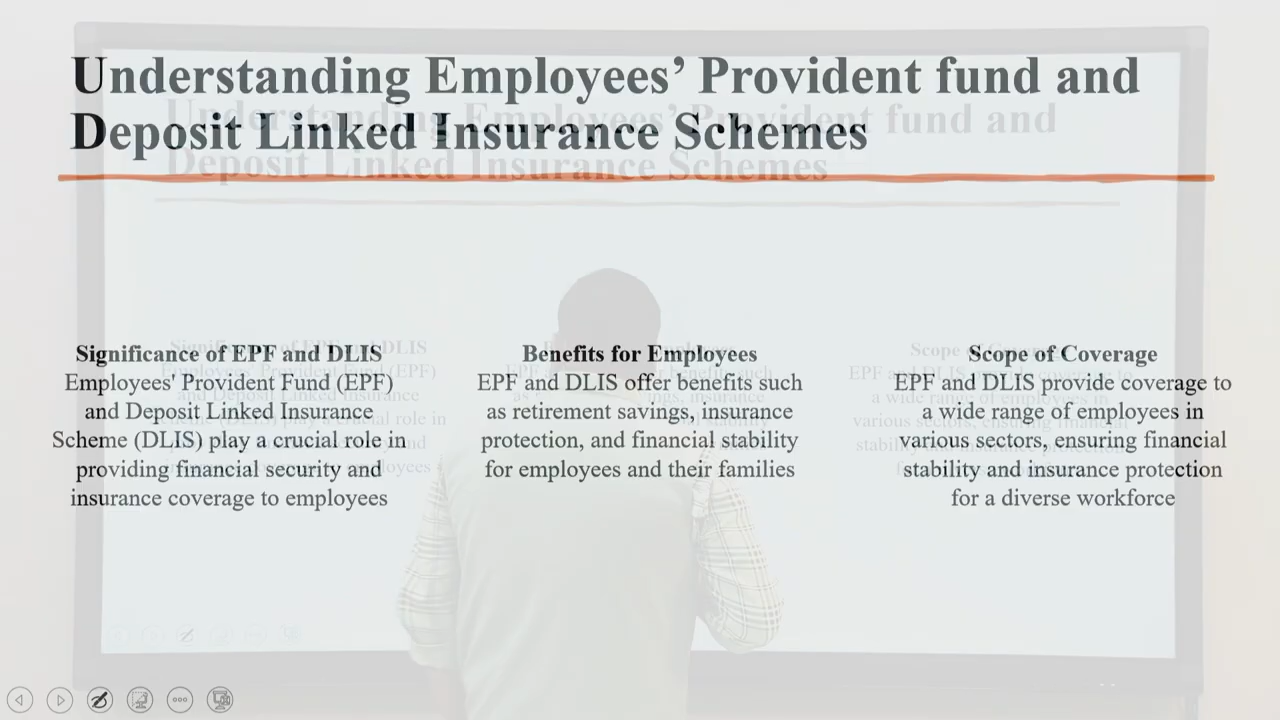 Understanding Employees’ Provident fund and
Deposit Linked Insurance Schemes
Significance of EPF and DLIS
Employees' Provident Fund (EPF)
and Deposit Linked Insurance
Scheme (DLIS) play a crucial role in
providing financial security and
insurance coverage to employees
Benefits for Employees
EPF and DLIS offer benefits such
as retirement savings, insurance
protection, and financial stability
for employees and their families
Scope of Coverage
EPF and DLIS provide coverage to
a wide range of employees in
various sectors, ensuring financial
stability and insurance protection
for a diverse workforce